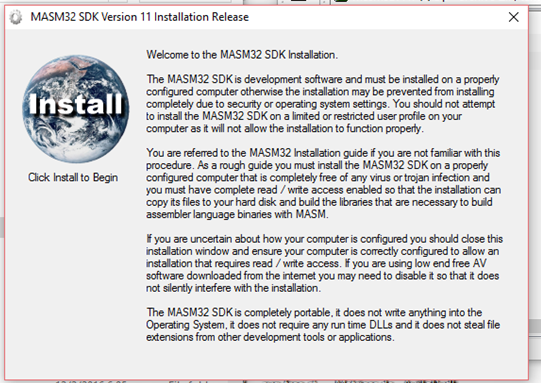 MASM32 SDK Version 11 Installation Release
Install
Click Install to Begin
Welcome to the MASM32 SDK Installation.
The MASM32 SDK is development software and must be installed on a properly
configured computer otherwise the installation may be prevented from installing
completely due to security or operating system settings. You should not attempt
to install the MASM32 SDK on a limited or restricted user profile on your
computer as it will not allow the installation to function properly.
You are referred to the MASM32 Installation guide if you are not familiar with this
procedure. As a rough guide you must install the MASM32 SDK on a properly
configured computer that is completely free of any virus or trojan infection and
you must have complete read / write access enabled so that the installation can
copy its files to your hard disk and build the libraries that are necessary to build
assembler language binaries with MASM.
If you are uncertain about how your computer is configured you should close this
installation window and ensure your computer is correctly configured to allow an
installation that requires read / write access. If you are using low end free AV
software downloaded from the internet you may need to disable it so that it does
not silently interfere with the installation.
The MASM32 SDK is completely portable, it does not write anything into the
Operating System, it does not require any run time DLLs and it does not steal file
extensions from other development tools or applications.